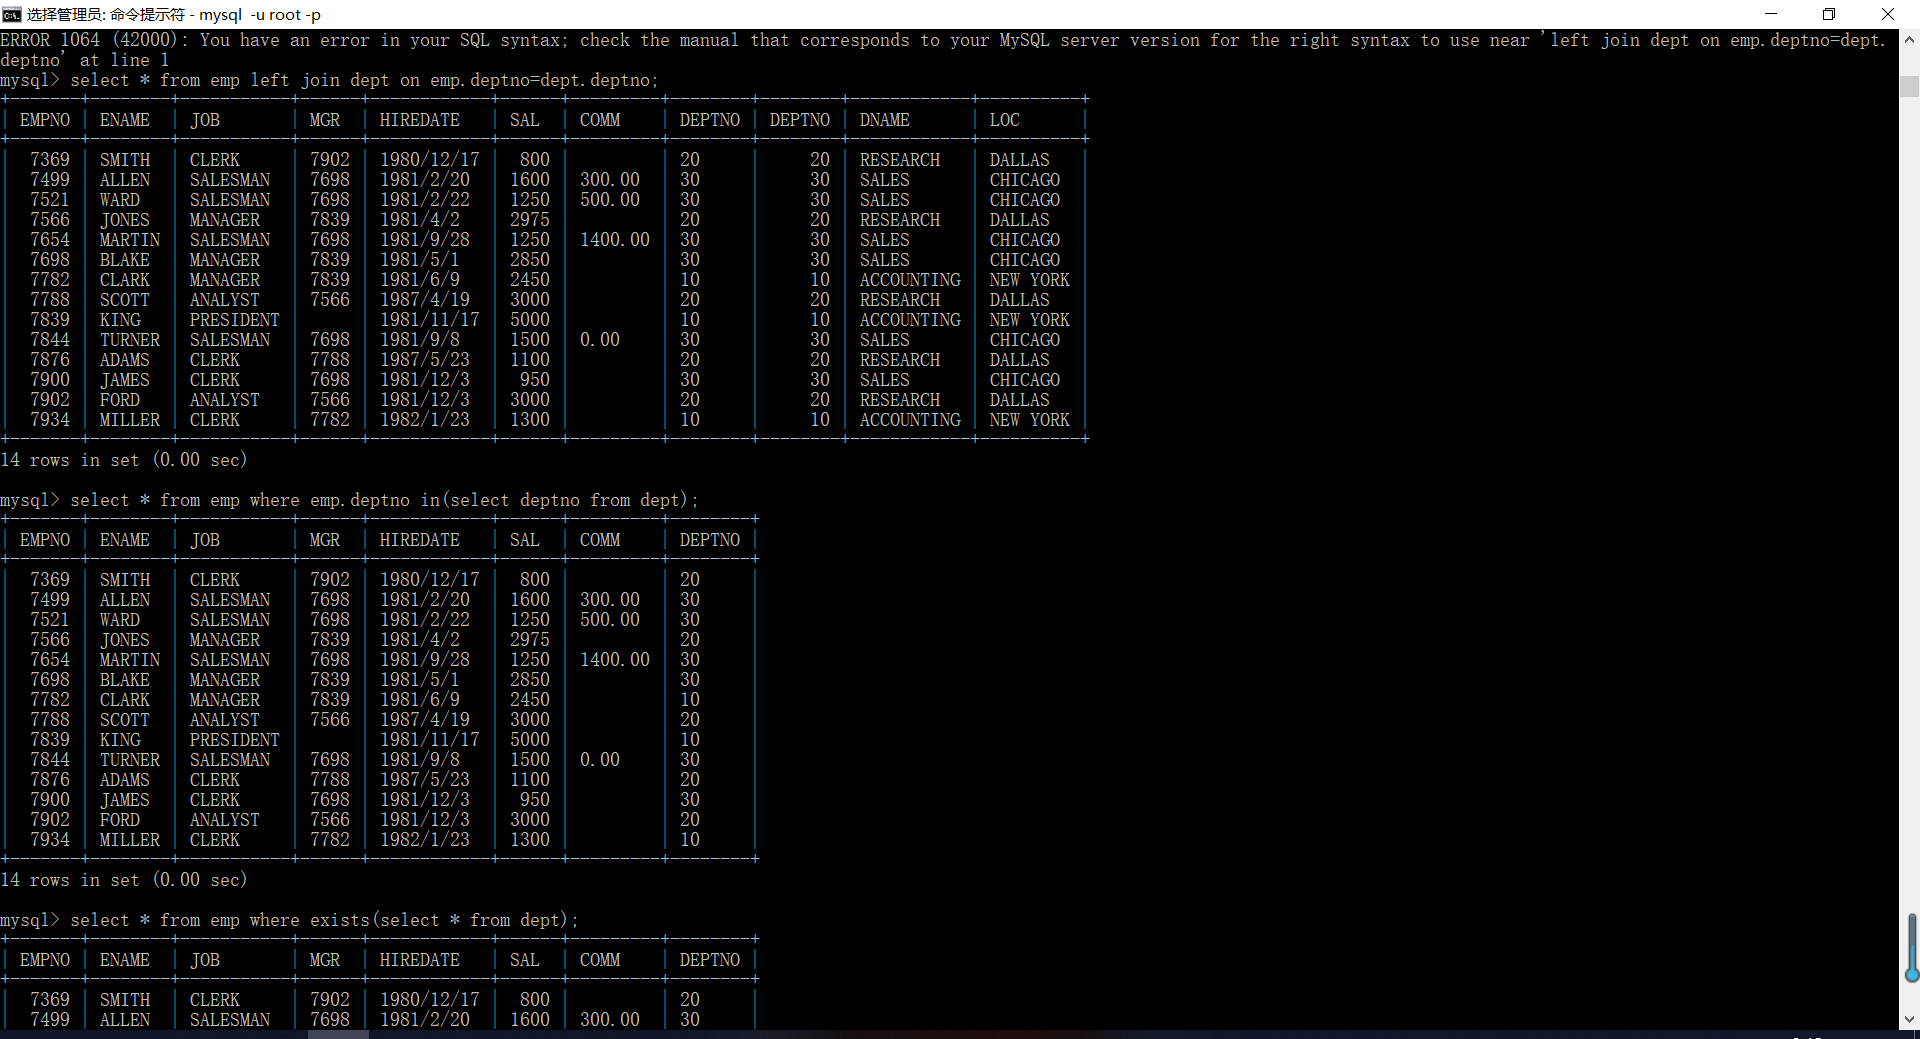 选择管理员: 命令提示符 - mysql -u root -p
ERROR 1064 (42000): You have an error in your SQL syntax; check the manual that corresponds to your MySQL server version for the right syntax to use near 'left join dept on emp.deptno=dept.
deptno' at line 1
mysql> select * from emp left join dept on emp.deptno=dept.deptno;
+-------+--------+-----------+------+------------+------+---------+--------+--------+------------+----------+
| EMPNO | ENAME | JOB | MGR | HIREDATE | SAL | COMM | DEPTNO | DEPTNO | DNAME | LOC |
+-------+--------+-----------+------+------------+------+---------+--------+--------+------------+----------+
| 7369 | SMITH | CLERK | 7902 | 1980/12/17 | 800 | | 20 | 20 | RESEARCH | DALLAS |
| 7499 | ALLEN | SALESMAN | 7698 | 1981/2/20 | 1600 | 300.00 | 30 | 30 | SALES | CHICAGO |
| 7521 | WARD | SALESMAN | 7698 | 1981/2/22 | 1250 | 500.00 | 30 | 30 | SALES | CHICAGO |
| 7566 | JONES | MANAGER | 7839 | 1981/4/2 | 2975 | | 20 | 20 | RESEARCH | DALLAS |
| 7654 | MARTIN | SALESMAN | 7698 | 1981/9/28 | 1250 | 1400.00 | 30 | 30 | SALES | CHICAGO |
| 7698 | BLAKE | MANAGER | 7839 | 1981/5/1 | 2850 | | 30 | 30 | SALES | CHICAGO |
| 7782 | CLARK | MANAGER | 7839 | 1981/6/9 | 2450 | | 10 | 10 | ACCOUNTING | NEW YORK |
| 7788 | SCOTT | ANALYST | 7566 | 1987/4/19 | 3000 | | 20 | 20 | RESEARCH | DALLAS |
| 7839 | KING | PRESIDENT | | 1981/11/17 | 5000 | | 10 | 10 | ACCOUNTING | NEW YORK |
| 7844 | TURNER | SALESMAN | 7698 | 1981/9/8 | 1500 | 0.00 | 30 | 30 | SALES | CHICAGO |
| 7876 | ADAMS | CLERK | 7788 | 1987/5/23 | 1100 | | 20 | 20 | RESEARCH | DALLAS |
| 7900 | JAMES | CLERK | 7698 | 1981/12/3 | 950 | | 30 | 30 | SALES | CHICAGO |
| 7902 | FORD | ANALYST | 7566 | 1981/12/3 | 3000 | | 20 | 20 | RESEARCH | DALLAS |
| 7934 | MILLER | CLERK | 7782 | 1982/1/23 | 1300 | | 10 | 10 | ACCOUNTING | NEW YORK |
+-------+--------+-----------+------+------------+------+---------+--------+--------+------------+----------+
14 rows in set (0.00 sec)
mysql> select * from emp where emp.deptno in(select deptno from dept);
+-------+--------+-----------+------+------------+------+---------+--------+
| EMPNO | ENAME | JOB | MGR | HIREDATE | SAL | COMM | DEPTNO |
+-------+--------+-----------+------+------------+------+---------+--------+
| 7369 | SMITH | CLERK | 7902 | 1980/12/17 | 800 | | 20 |
| 7499 | ALLEN | SALESMAN | 7698 | 1981/2/20 | 1600 | 300.00 | 30 |
| 7521 | WARD | SALESMAN | 7698 | 1981/2/22 | 1250 | 500.00 | 30 |
| 7566 | JONES | MANAGER | 7839 | 1981/4/2 | 2975 | | 20 |
| 7654 | MARTIN | SALESMAN | 7698 | 1981/9/28 | 1250 | 1400.00 | 30 |
| 7698 | BLAKE | MANAGER | 7839 | 1981/5/1 | 2850 | | 30 |
| 7782 | CLARK | MANAGER | 7839 | 1981/6/9 | 2450 | | 10 |
| 7788 | SCOTT | ANALYST | 7566 | 1987/4/19 | 3000 | | 20 |
| 7839 | KING | PRESIDENT | | 1981/11/17 | 5000 | | 10 |
| 7844 | TURNER | SALESMAN | 7698 | 1981/9/8 | 1500 | 0.00 | 30 |
| 7876 | ADAMS | CLERK | 7788 | 1987/5/23 | 1100 | | 20 |
| 7900 | JAMES | CLERK | 7698 | 1981/12/3 | 950 | | 30 |
| 7902 | FORD | ANALYST | 7566 | 1981/12/3 | 3000 | | 20 |
| 7934 | MILLER | CLERK | 7782 | 1982/1/23 | 1300 | | 10 |
+-------+--------+-----------+------+------------+------+---------+--------+
14 rows in set (0.00 sec)
mysql> select * from emp where exists(select * from dept);
+-------+--------+-----------+------+------------+------+---------+--------+
| EMPNO | ENAME | JOB | MGR | HIREDATE | SAL | COMM | DEPTNO |
+-------+--------+-----------+------+------------+------+---------+--------+
| 7369 | SMITH | CLERK | 7902 | 1980/12/17 | 800 | | 20 |
| 7499 | ALLEN | SALESMAN | 7698 | 1981/2/20 | 1600 | 300.00 | 30 |